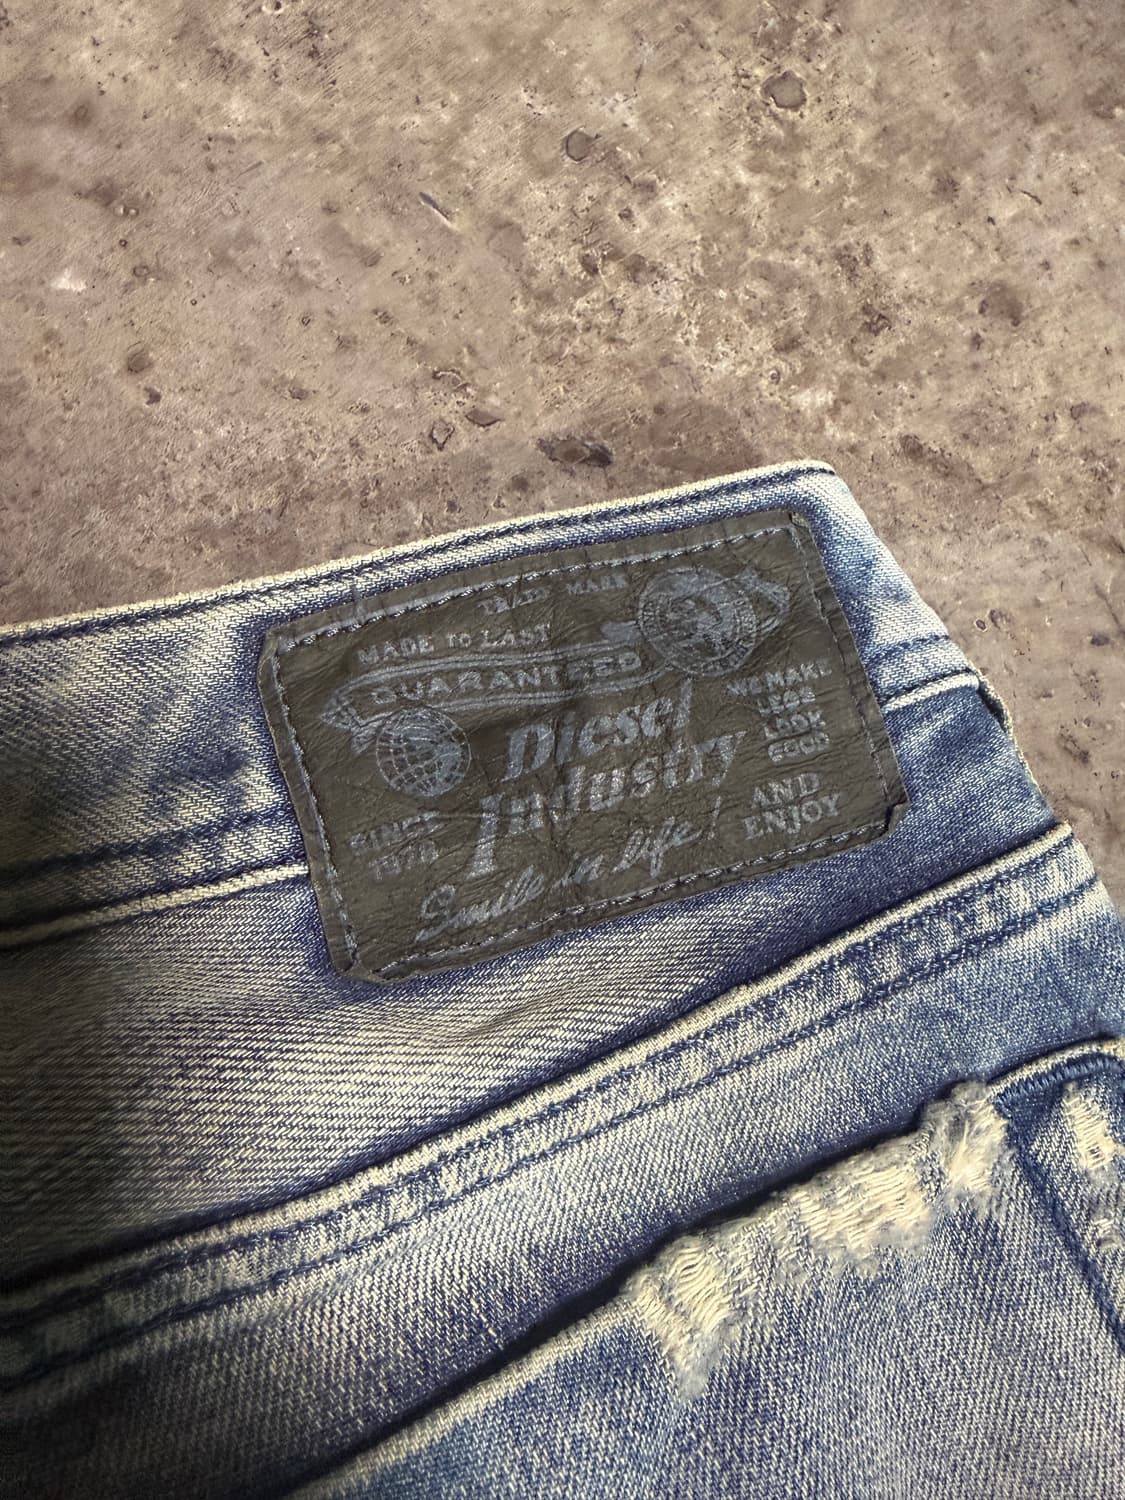 TRADE MARK
MADE TO LAST
GUARANTEED
Diesel
Industry
WE MAKE
LEGS
LOOK
GOOD
AND
ENJOY
SINCE
1978
Smile in life!